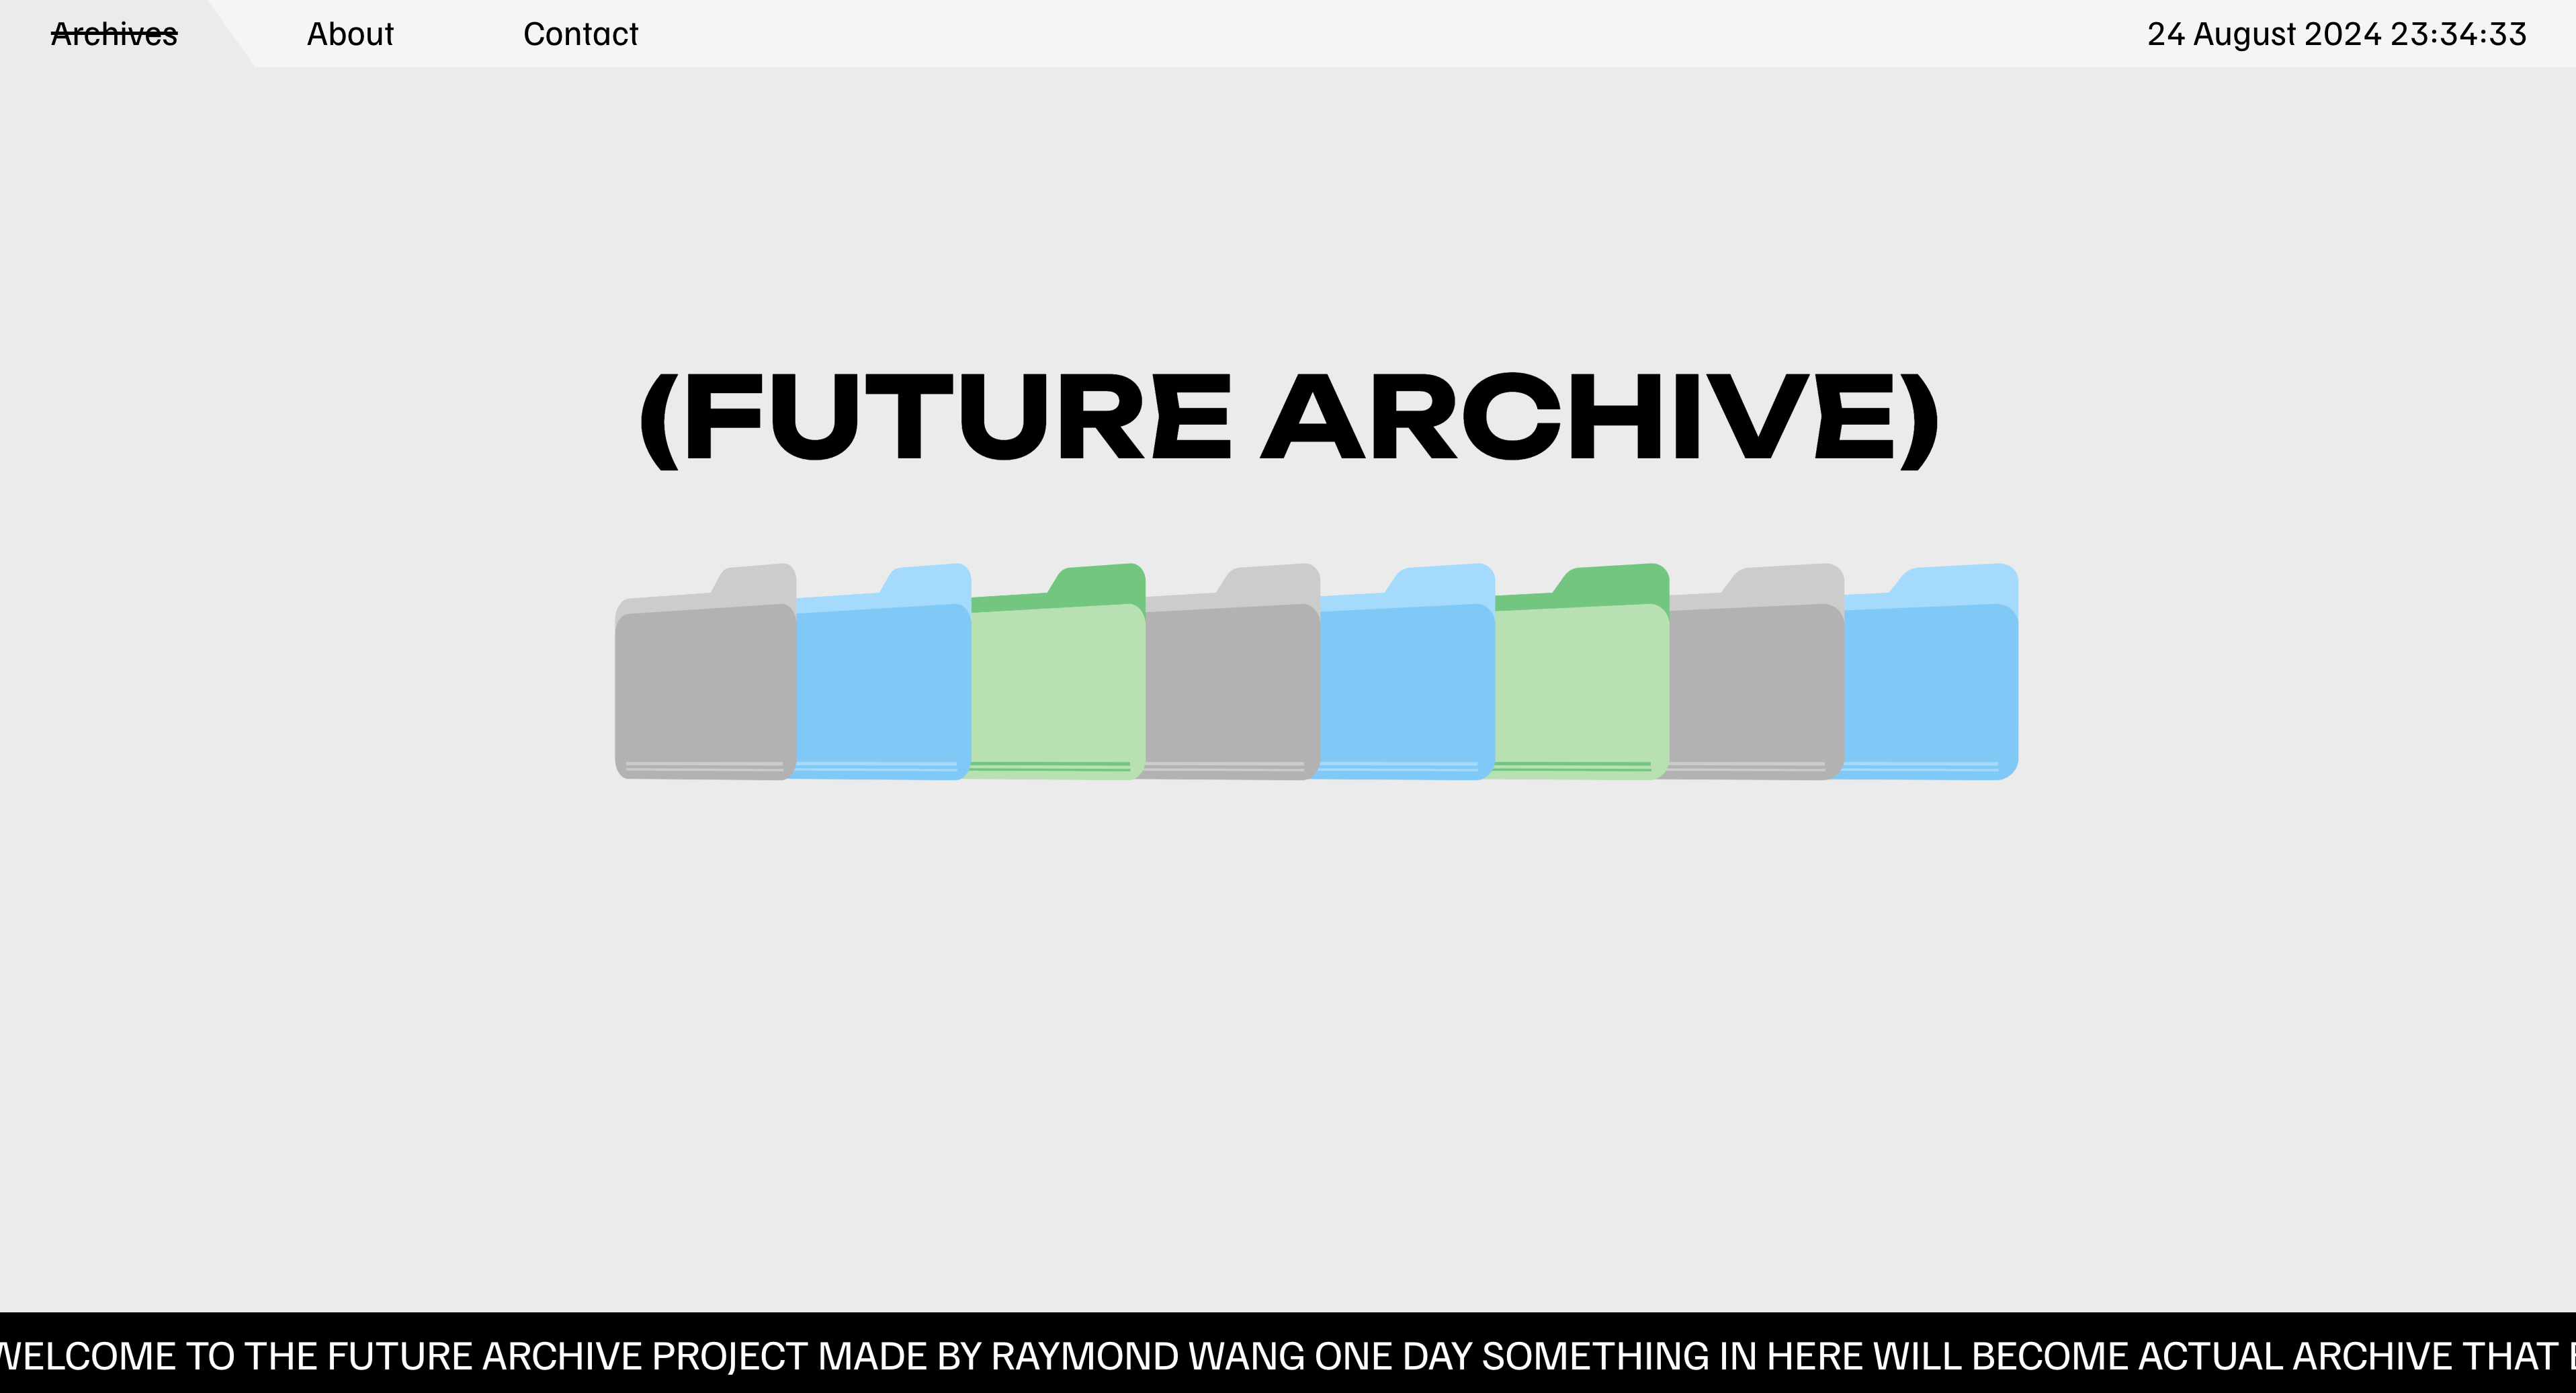 Archives
About
Contact
24 August 2024 23:34:33
(FUTURE ARCHIVE)
WELCOME TO THE FUTURE ARCHIVE PROJECT MADE BY RAYMOND WANG ONE DAY SOMETHING IN HERE WILL BECOME ACTUAL ARCHIVE THAT